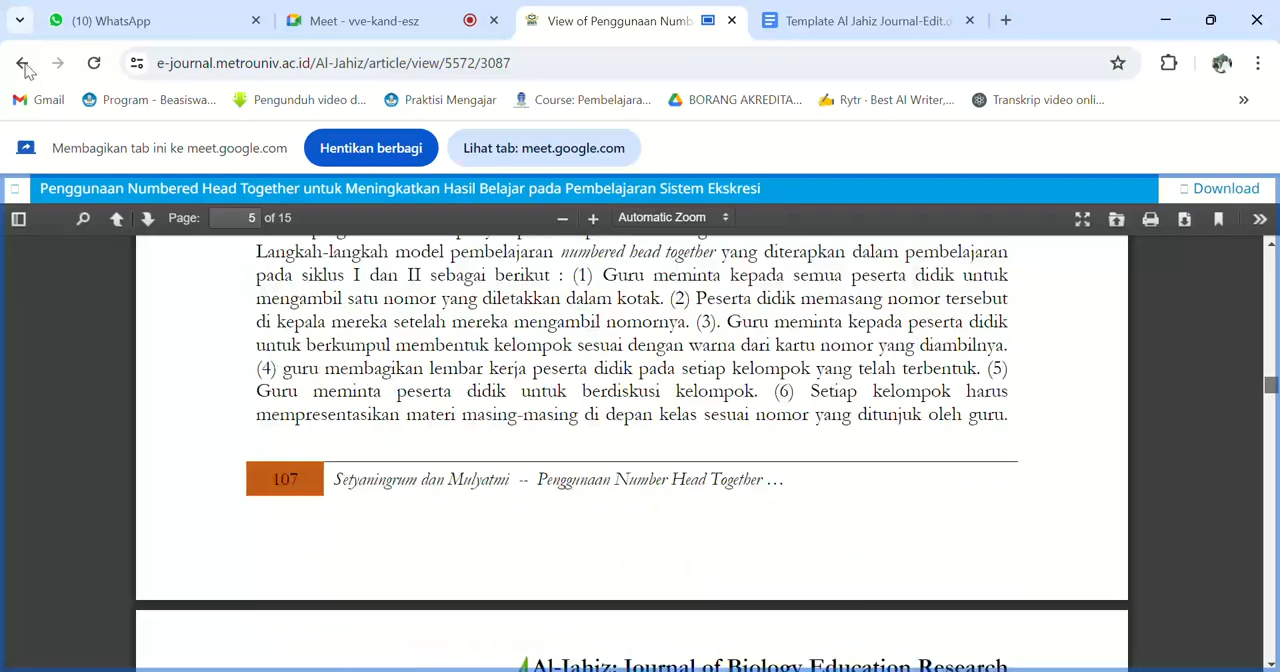 (10) WhatsApp
Meet - vve-kand-esz
View of Penggunaan Numb
Template Al Jahiz Journal-Edit.d
e-journal.metrouniv.ac.id/Al-Jahiz/article/view/5572/3087
Gmail
Program - Beasiswa...
Pengunduh video d...
Praktisi Mengajar
Course: Pembelajara...
BORANG AKREDITA...
Rytr - Best AI Writer,...
Transkrip video onli...
Membagikan tab ini ke meet.google.com
Hentikan berbagi
Lihat tab: meet.google.com
Penggunaan Numbered Head Together untuk Meningkatkan Hasil Belajar pada Pembelajaran Sistem Ekskresi
Download
Page: 5 of 15
Automatic Zoom
Langkah-langkah model pembelajaran numbered head together yang diterapkan dalam pembelajaran
pada siklus I dan II sebagai berikut : (1) Guru meminta kepada semua peserta didik untuk
mengambil satu nomor yang diletakkan dalam kotak. (2) Peserta didik memasang nomor tersebut
di kepala mereka setelah mereka mengambil nomornya. (3). Guru meminta kepada peserta didik
untuk berkumpul membentuk kelompok sesuai dengan warna dari kartu nomor yang diambilnya.
(4) guru membagikan lembar kerja peserta didik pada setiap kelompok yang telah terbentuk. (5)
Guru meminta peserta didik untuk berdiskusi kelompok. (6) Setiap kelompok harus
mempresentasikan materi masing-masing di depan kelas sesuai nomor yang ditunjuk oleh guru.
107
Setyaningrum dan Mulyatmi -- Penggunaan Number Head Together …
Al-Jahiz: Journal of Biology Education Research